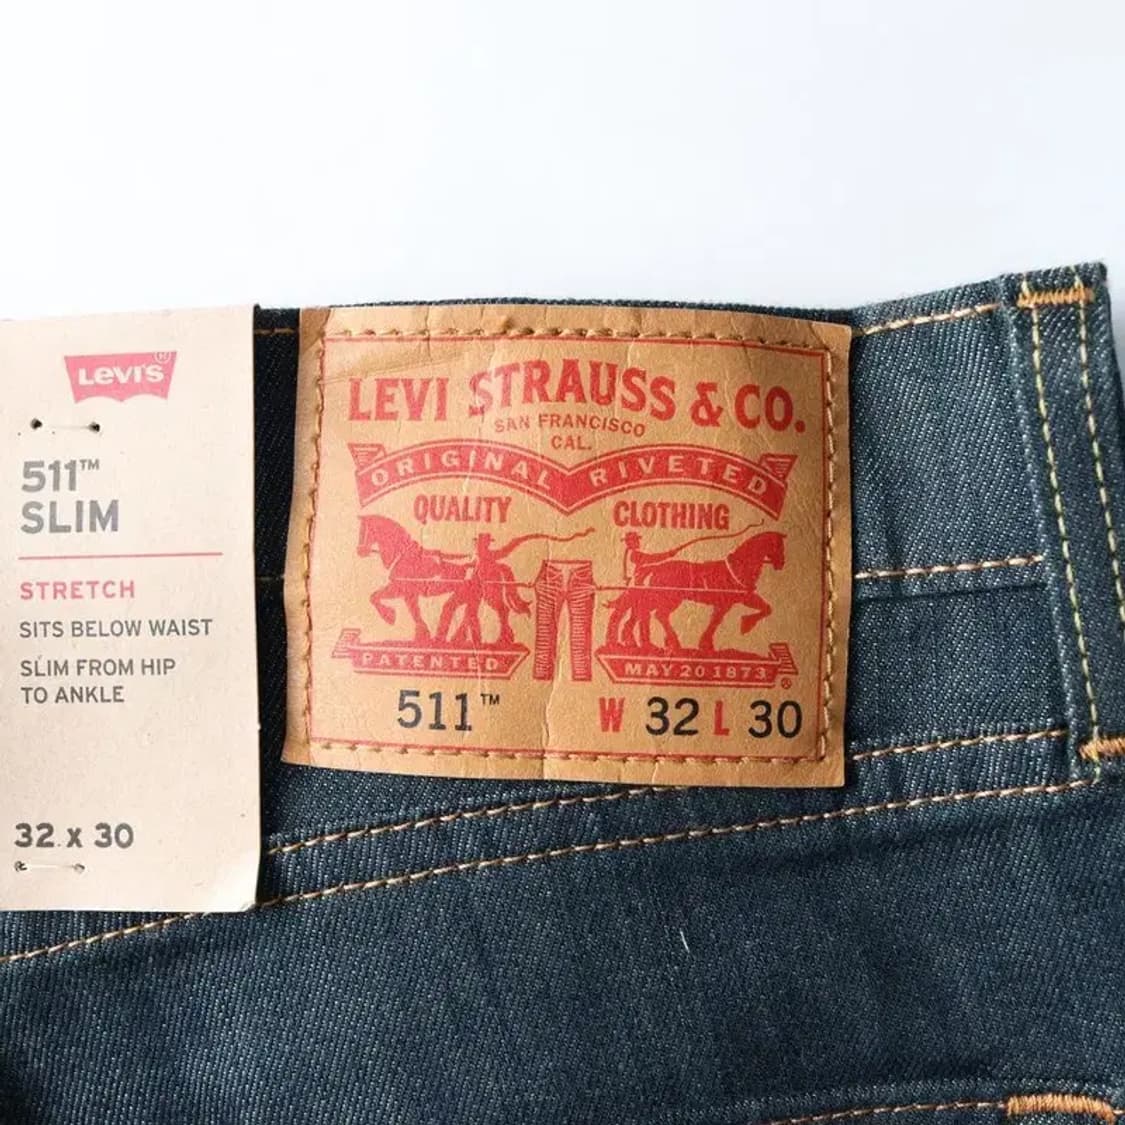 LEVI'S®
511™
SLIM
STRETCH
SITS BELOW WAIST
SLIM FROM HIP
TO ANKLE
32 x 30
LEVI STRAUSS & CO.
SAN FRANCISCO
CAL.
ORIGINAL RIVETED
QUALITY CLOTHING
PATENTED MAY 20 1873 ®
511™ W 32 L 30